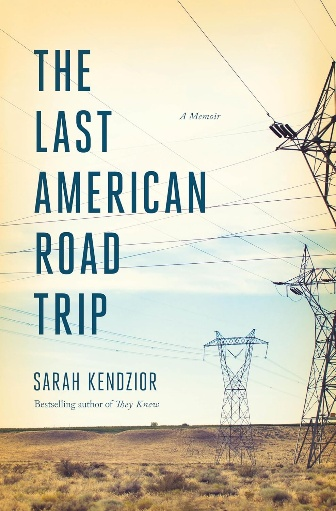 THE
LAST
A Memoir
AMERICAN
ROAD
TRIP
SARAH KENDZIOR
Bestselling author of They Knew